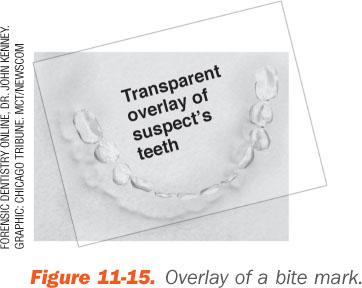 FORENSIC DENTISTRY ONLINE, DR. JOHN KENNEY.
GRAPHIC: CHICAGO TRIBUNE. MCT/NEWSCOM
Transparent
overlay of
suspect's
teeth
Figure 11-15. Overlay of a bite mark.